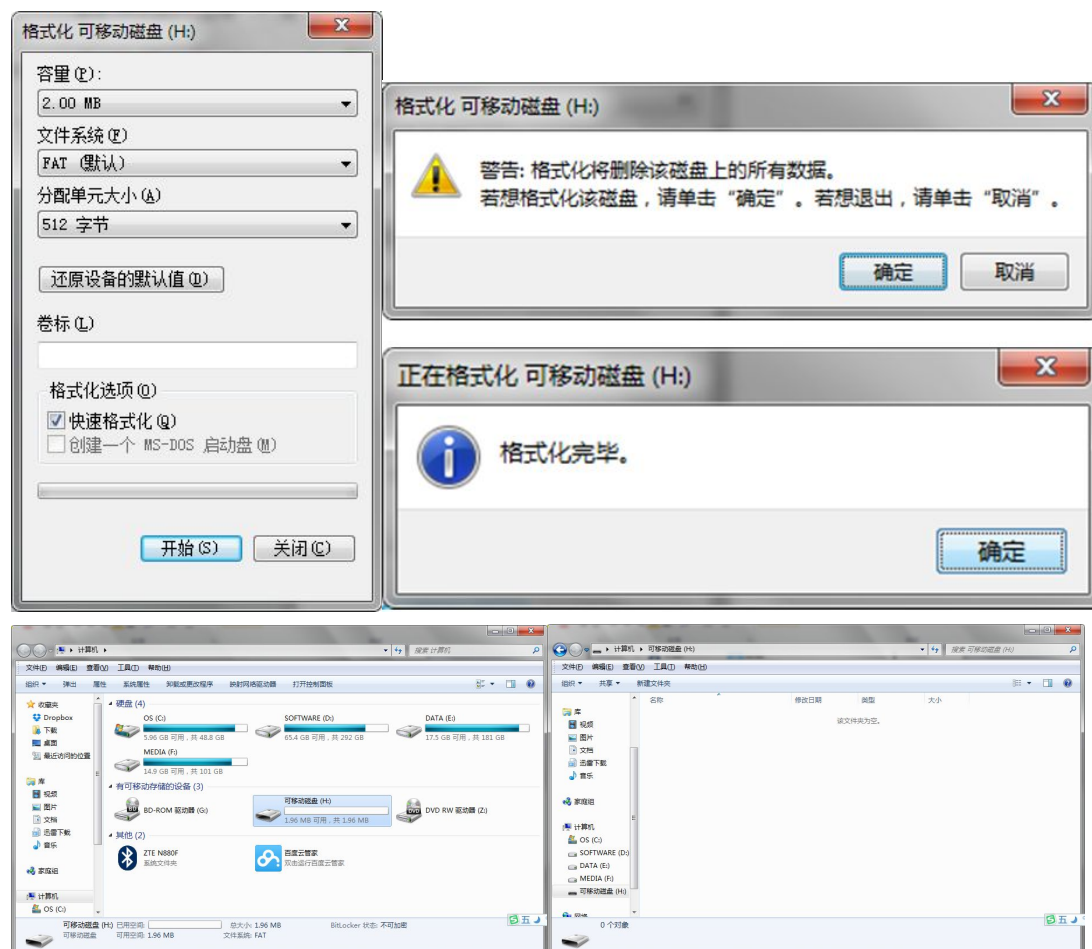 格式化 可移动磁盘 (H:)
容量(P):
2.00 MB
文件系统(F)
FAT (默认)
分配单元大小(A)
512 字节
还原设备的默认值(D)
卷标(L)
格式化选项(O)
快速格式化(Q)
创建一个 MS-DOS 启动盘(M)
开始(S)
关闭(C)
格式化 可移动磁盘 (H:)
警告: 格式化将删除该磁盘上的所有数据。
若想格式化该磁盘，请单击“确定”。若想退出，请单击“取消”。
确定
取消
正在格式化 可移动磁盘 (H:)
格式化完毕。
确定
计算机
搜索 计算机
文件(F) 编辑(E) 查看(V) 工具(T) 帮助(H)
组织 弹出 属性 系统属性 卸载或更改程序 映射网络驱动器 打开控制面板
收藏夹
Dropbox
下载
桌面
最近访问的位置
库
视频
图片
文档
迅雷下载
音乐
家庭组
计算机
OS (C:)
硬盘 (4)
OS (C:)
5.96 GB 可用，共 48.8 GB
SOFTWARE (D:)
65.4 GB 可用，共 292 GB
DATA (E:)
17.5 GB 可用，共 181 GB
MEDIA (F:)
14.9 GB 可用，共 101 GB
有可移动存储的设备 (3)
BD-ROM 驱动器 (G:)
可移动磁盘 (H:)
1.96 MB 可用，共 1.96 MB
DVD RW 驱动器 (Z:)
其他 (2)
ZTE N880F
系统文件夹
百度云管家
双击运行百度云管家
可移动磁盘 (H:) 已用空间: 总大小: 1.96 MB BitLocker 状态: 不可加密
可移动磁盘 可用空间: 1.96 MB 文件系统: FAT
五
计算机 可移动磁盘 (H:)
搜索 可移动磁盘 (H:)
文件(F) 编辑(E) 查看(V) 工具(T) 帮助(H)
组织 共享 新建文件夹
库
视频
图片
文档
迅雷下载
音乐
家庭组
计算机
OS (C:)
SOFTWARE (D:)
DATA (E:)
MEDIA (F:)
可移动磁盘 (H:)
网络
名称 修改日期 类型 大小
该文件夹为空。
0 个对象
五